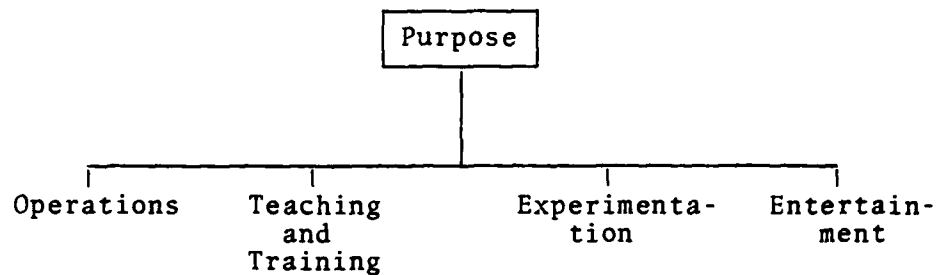 Purpose
Operations
Teaching
and
Training
Experimenta-
tion
Entertain-
ment